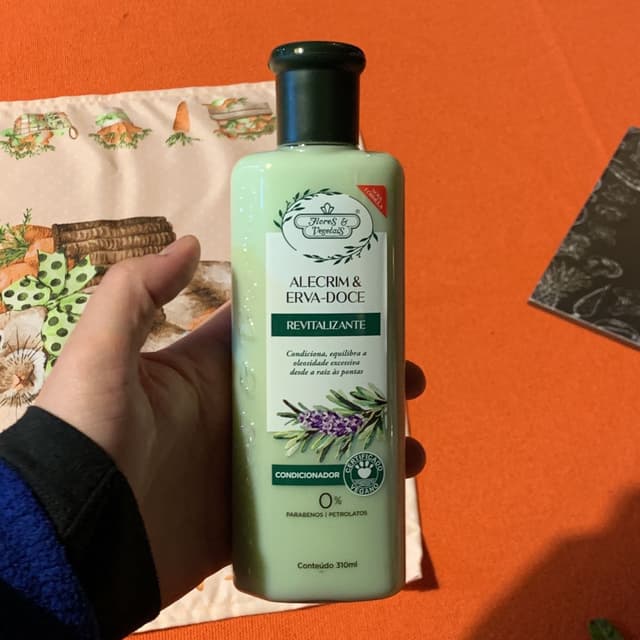 Flores &
Vegetais
ALECRIM &
ERVA-DOCE
REVITALIZANTE
Condiciona, equilibra a
oleosidade excessiva
desde a raiz às pontas
CONDICIONADOR
CERTIFICADO
VEGANO
0%
PARABENOS | PETROLATOS
Conteúdo 310ml